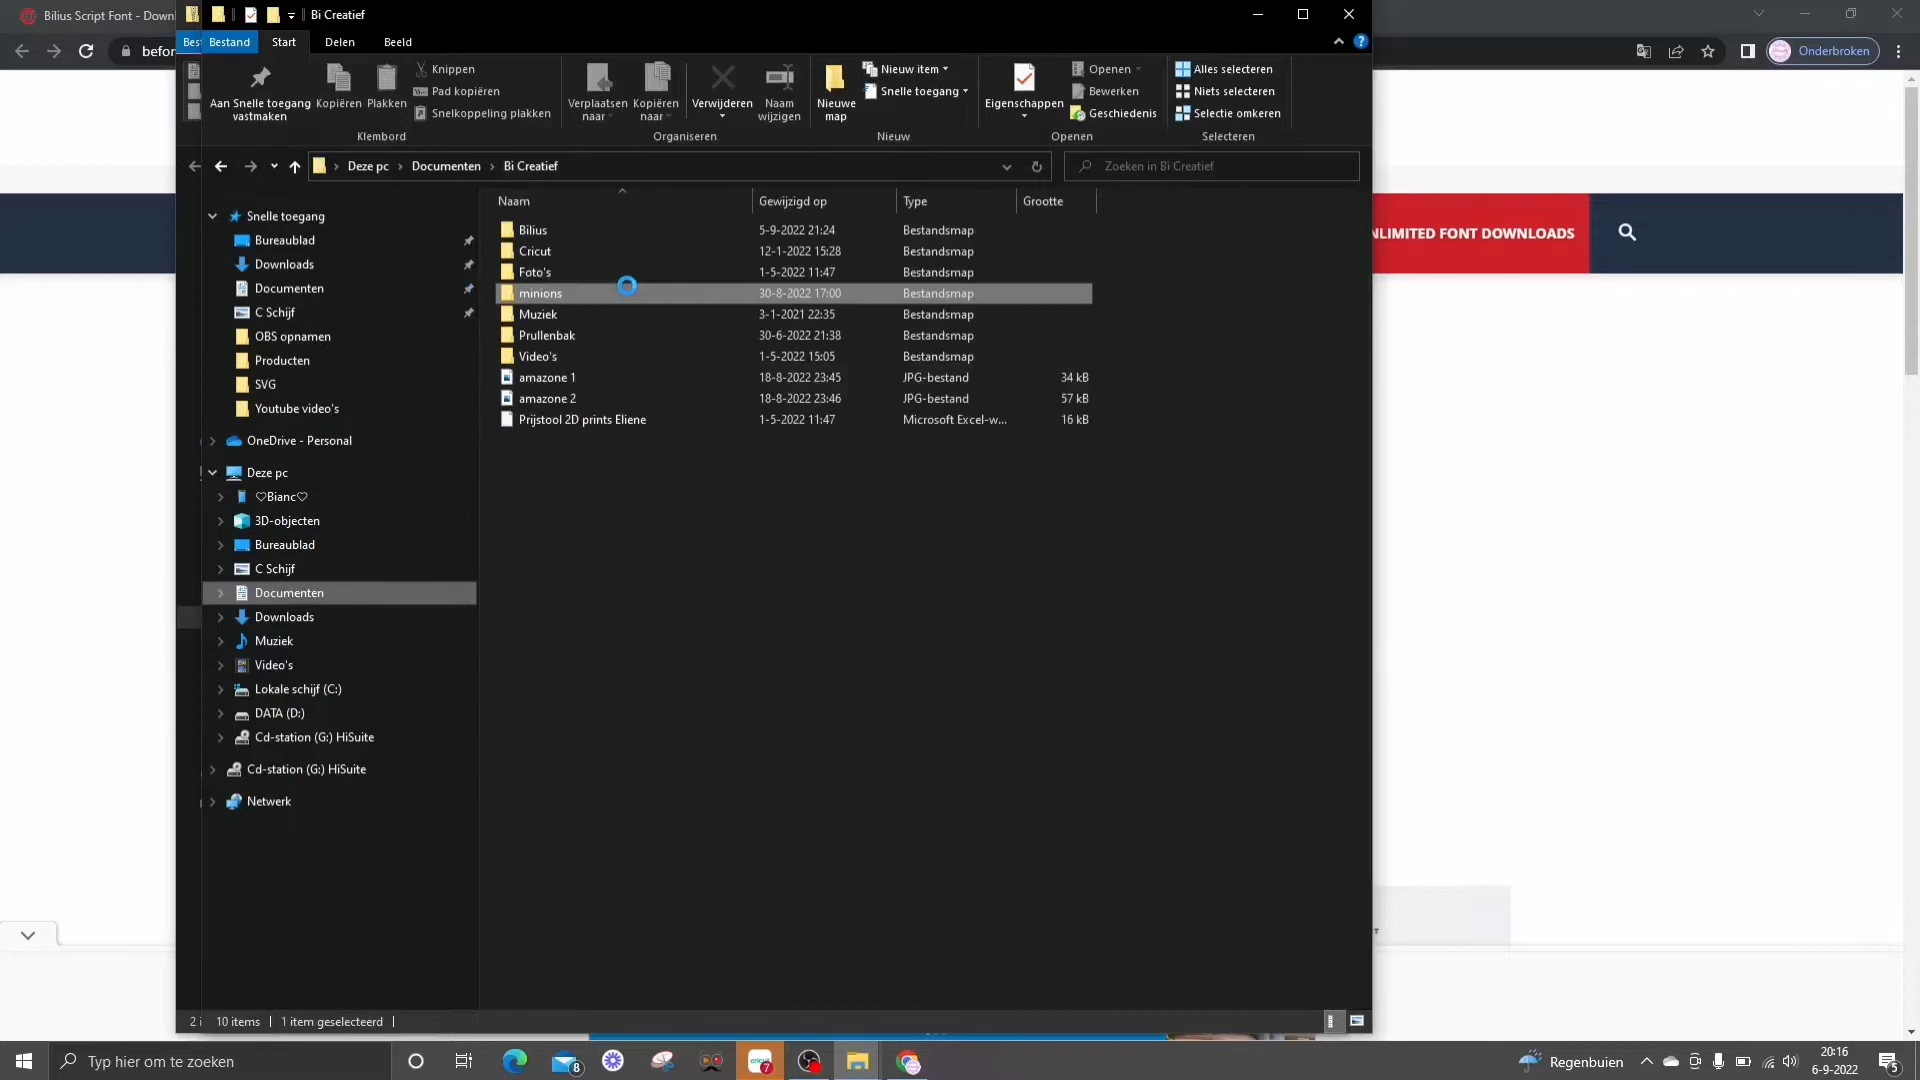 Bilius Script Font - Downl
Bi Creatief
befor
Onderbroken
Best
Bestand
Start
Delen
Beeld
Aan Snelle toegang
vastmaken
Kopiëren
Plakken
Knippen
Pad kopiëren
Snelkoppeling plakken
Klembord
Verplaatsen
naar
Kopiëren
naar
Verwijderen
Naam
wijzigen
Organiseren
Nieuwe
map
Nieuw item
Snelle toegang
Nieuw
Eigenschappen
Openen
Bewerken
Geschiedenis
Openen
Alles selecteren
Niets selecteren
Selectie omkeren
Selecteren
Deze pc > Documenten > Bi Creatief
Zoeken in Bi Creatief
NLIMITED FONT DOWNLOADS
Naam Gewijzigd op Type Grootte
Bilius 5-9-2022 21:24 Bestandsmap
Cricut 12-1-2022 15:28 Bestandsmap
Foto's 1-5-2022 11:47 Bestandsmap
minions 30-8-2022 17:00 Bestandsmap
Muziek 3-1-2021 22:35 Bestandsmap
Prullenbak 30-6-2022 21:38 Bestandsmap
Video's 1-5-2022 15:05 Bestandsmap
amazone 1 18-8-2022 23:45 JPG-bestand 34 kB
amazone 2 18-8-2022 23:46 JPG-bestand 57 kB
Prijstool 2D prints Eliene 1-5-2022 11:47 Microsoft Excel-w... 16 kB
Snelle toegang
Bureaublad
Downloads
Documenten
C Schijf
OBS opnamen
Producten
SVG
Youtube video's
OneDrive - Personal
Deze pc
♡Bianc♡
3D-objecten
Bureaublad
C Schijf
Documenten
Downloads
Muziek
Video's
Lokale schijf (C:)
DATA (D:)
Cd-station (G:) HiSuite
Cd-station (G:) HiSuite
Netwerk
2 i
10 items
1 item geselecteerd
Typ hier om te zoeken
8
cricut
7
Regenbuien
20:16
6-9-2022
5